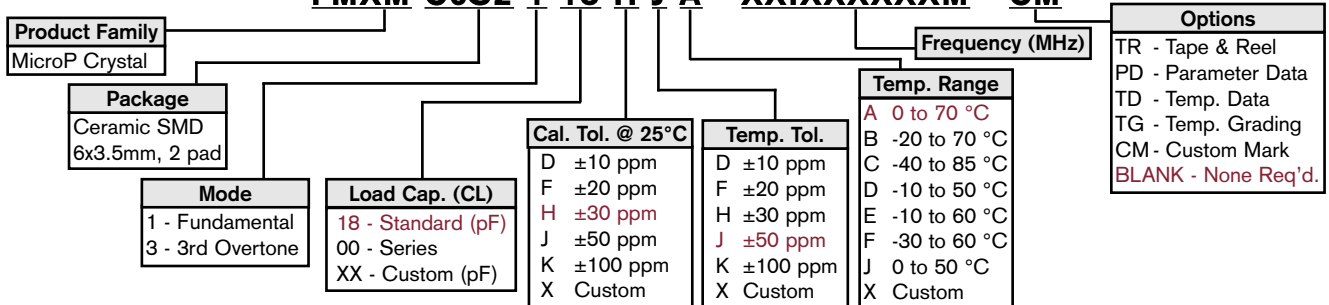 1 18 H J A CM
Product Family
MicroP Crystal
Package
Ceramic SMD
6x3.5mm, 2 pad
Mode
1 - Fundamental
3 - 3rd Overtone
Load Cap. (CL)
18 - Standard (pF)
00 - Series
XX - Custom (pF)
Cal. Tol. @ 25°C
D ±10 ppm
F ±20 ppm
H ±30 ppm
J ±50 ppm
K ±100 ppm
X Custom
Temp. Tol.
D ±10 ppm
F ±20 ppm
H ±30 ppm
J ±50 ppm
K ±100 ppm
X Custom
Frequency (MHz)
Temp. Range
A 0 to 70 °C
B -20 to 70 °C
C -40 to 85 °C
D -10 to 50 °C
E -10 to 60 °C
F -30 to 60 °C
J 0 to 50 °C
X Custom
Options
TR - Tape & Reel
PD - Parameter Data
TD - Temp. Data
TG - Temp. Grading
CM - Custom Mark
BLANK - None Req'd.